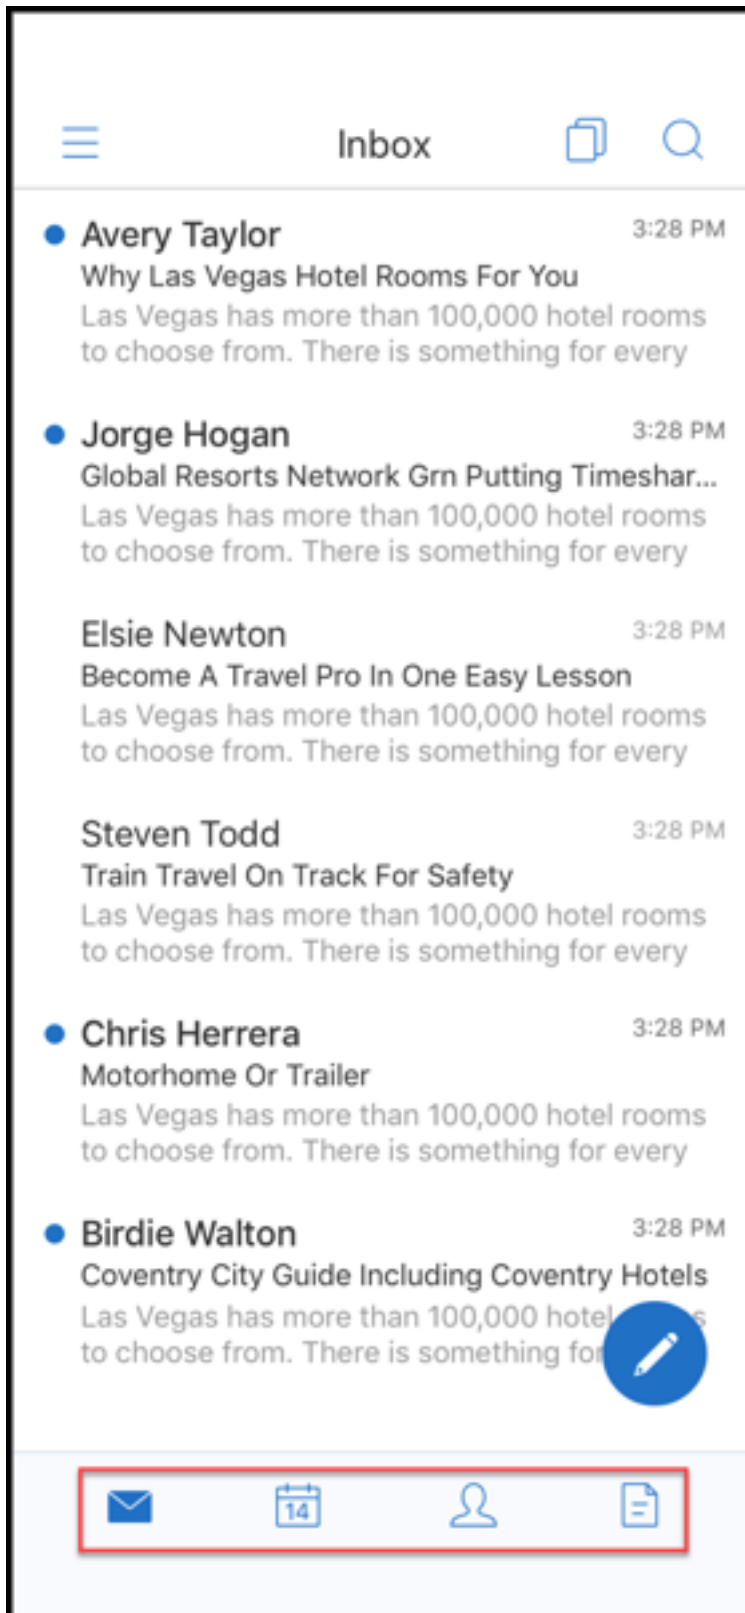 Inbox
Avery Taylor 3:28 PM
Why Las Vegas Hotel Rooms For You
Las Vegas has more than 100,000 hotel rooms
to choose from. There is something for every
Jorge Hogan 3:28 PM
Global Resorts Network Grn Putting Timeshar...
Las Vegas has more than 100,000 hotel rooms
to choose from. There is something for every
Elsie Newton 3:28 PM
Become A Travel Pro In One Easy Lesson
Las Vegas has more than 100,000 hotel rooms
to choose from. There is something for every
Steven Todd 3:28 PM
Train Travel On Track For Safety
Las Vegas has more than 100,000 hotel rooms
to choose from. There is something for every
Chris Herrera 3:28 PM
Motorhome Or Trailer
Las Vegas has more than 100,000 hotel rooms
to choose from. There is something for every
Birdie Walton 3:28 PM
Coventry City Guide Including Coventry Hotels
Las Vegas has more than 100,000 hotel
to choose from. There is something for
14